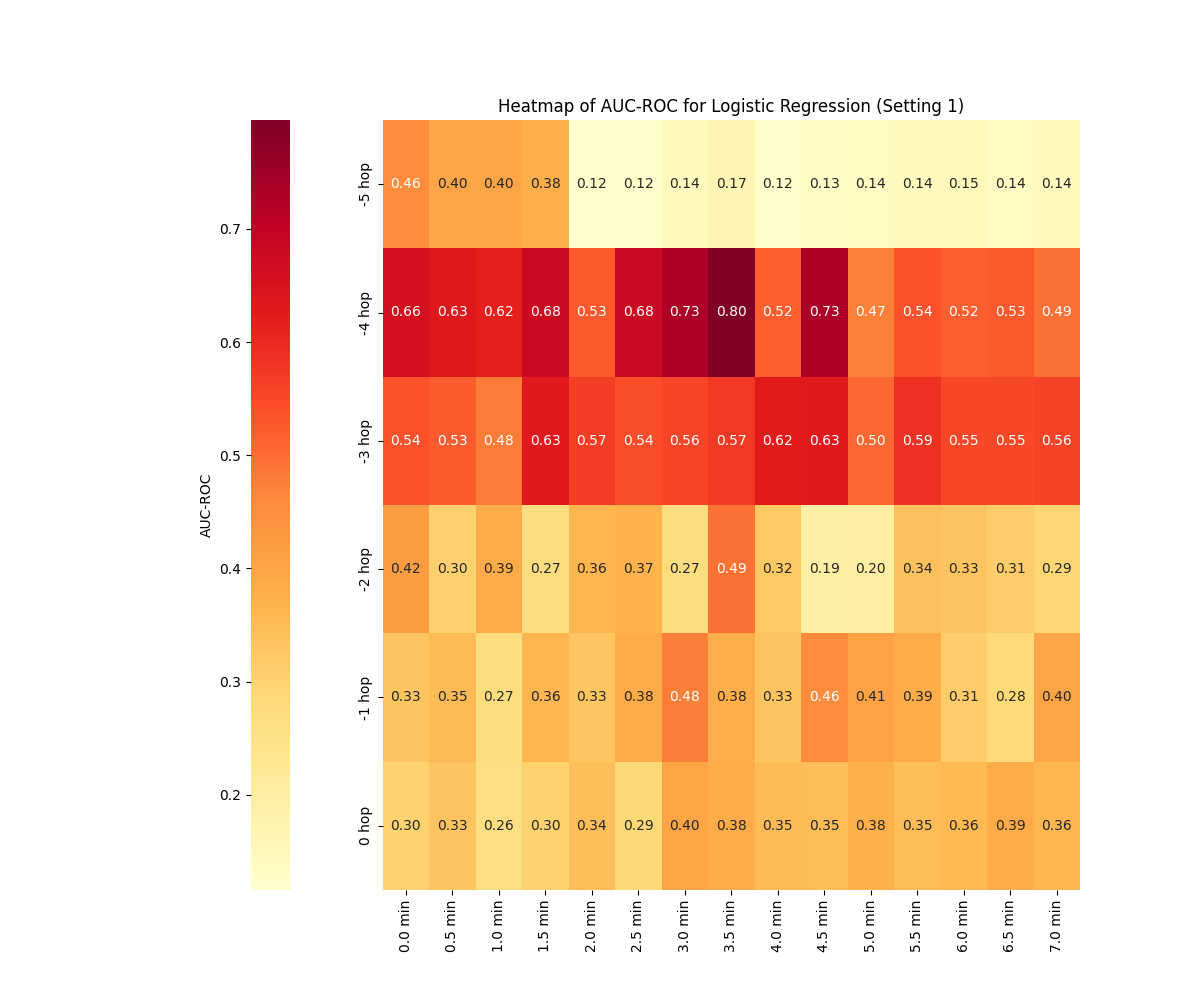 Heatmap of AUC-ROC for Logistic Regression (Setting 1)
AUC-ROC
0.7
0.6
0.5
0.4
0.3
0.2
-5 hop 0.46 0.40 0.40 0.38 0.12 0.12 0.14 0.17 0.12 0.13 0.14 0.14 0.15 0.14 0.14
-4 hop 0.66 0.63 0.62 0.68 0.53 0.68 0.73 0.80 0.52 0.73 0.47 0.54 0.52 0.53 0.49
-3 hop 0.54 0.53 0.48 0.63 0.57 0.54 0.56 0.57 0.62 0.63 0.50 0.59 0.55 0.55 0.56
-2 hop 0.42 0.30 0.39 0.27 0.36 0.37 0.27 0.49 0.32 0.19 0.20 0.34 0.33 0.31 0.29
-1 hop 0.33 0.35 0.27 0.36 0.33 0.38 0.48 0.38 0.33 0.46 0.41 0.39 0.31 0.28 0.40
0 hop 0.30 0.33 0.26 0.30 0.34 0.29 0.40 0.38 0.35 0.35 0.38 0.35 0.36 0.39 0.36
0.0 min 0.5 min 1.0 min 1.5 min 2.0 min 2.5 min 3.0 min 3.5 min 4.0 min 4.5 min 5.0 min 5.5 min 6.0 min 6.5 min 7.0 min